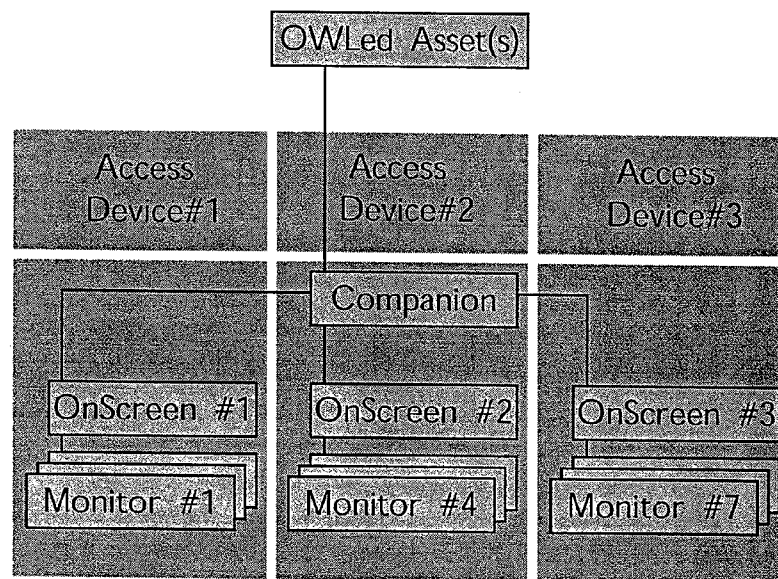 OWLed Asset(s)
Access
Device#1
Access
Device#2
Access
Device#3
Companion
OnScreen #1
OnScreen #2
OnScreen #3
Monitor #1
Monitor #4
Monitor #7